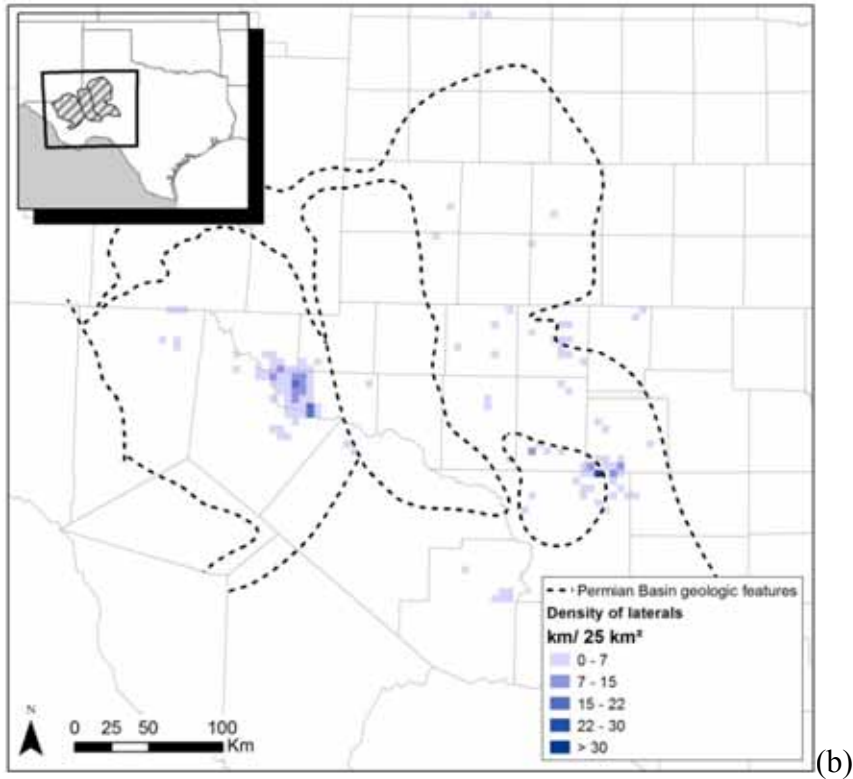 Permian Basin geologic features
Density of laterals
km/ 25 km²
0 - 7
7 - 15
15 - 22
22 - 30
> 30
N
0 25 50 100
Km
(b)